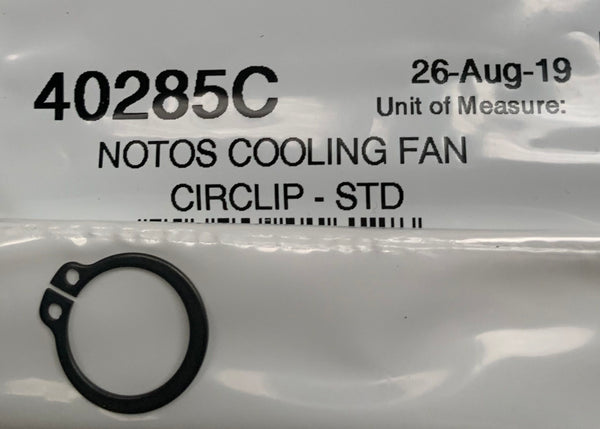 40285C
26-Aug-19
Unit of Measure:
NOTOS COOLING FAN
CIRCLIP - STD